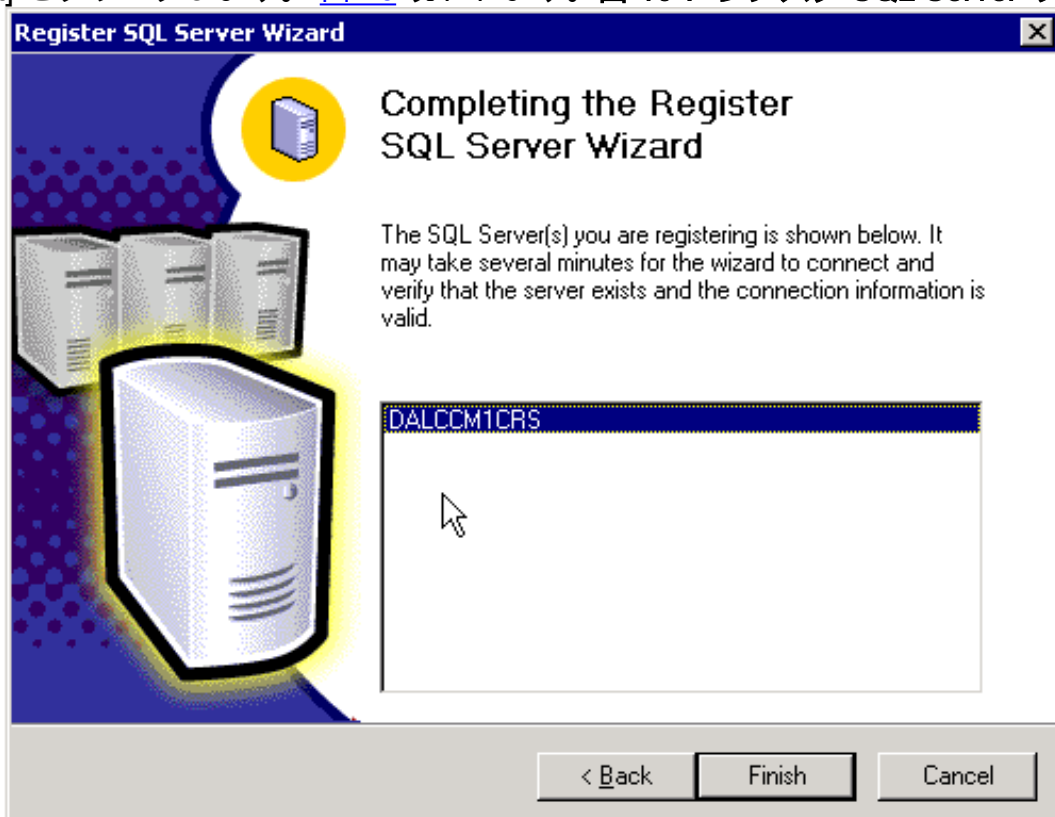 Register SQL Server Wizard
Completing the Register
SQL Server Wizard
The SQL Server(s) you are registering is shown below. It
may take several minutes for the wizard to connect and
verify that the server exists and the connection information is
valid.
DALCCM1CRS
< Back
Finish
Cancel